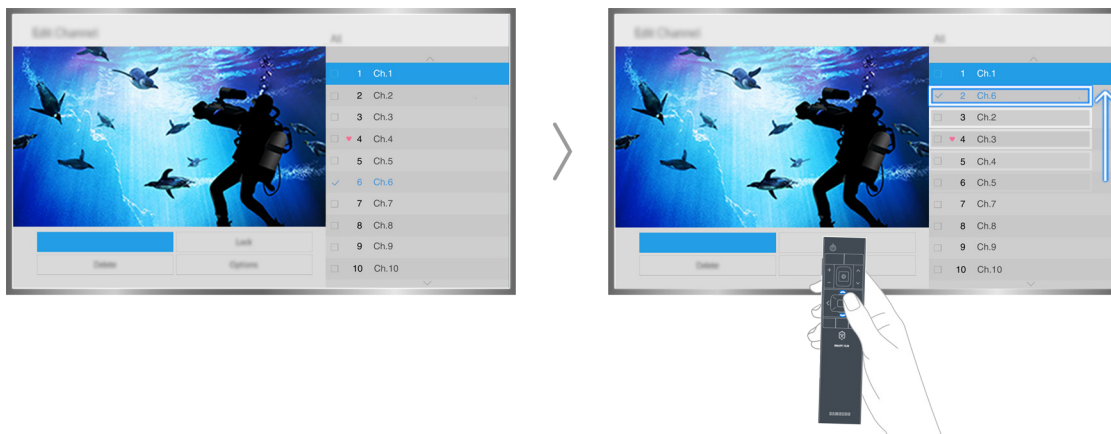 Edit Channel
All
1 Ch.1
2 Ch.2
3 Ch.3
4 Ch.4
5 Ch.5
6 Ch.6
7 Ch.7
8 Ch.8
9 Ch.9
10 Ch.10
Lock
Delete
Options
Edit Channel
All
1 Ch.1
2 Ch.6
3 Ch.2
4 Ch.3
5 Ch.4
6 Ch.5
7 Ch.7
8 Ch.8
9 Ch.9
10 Ch.10
Delete
SMART HUB
SAMSUNG